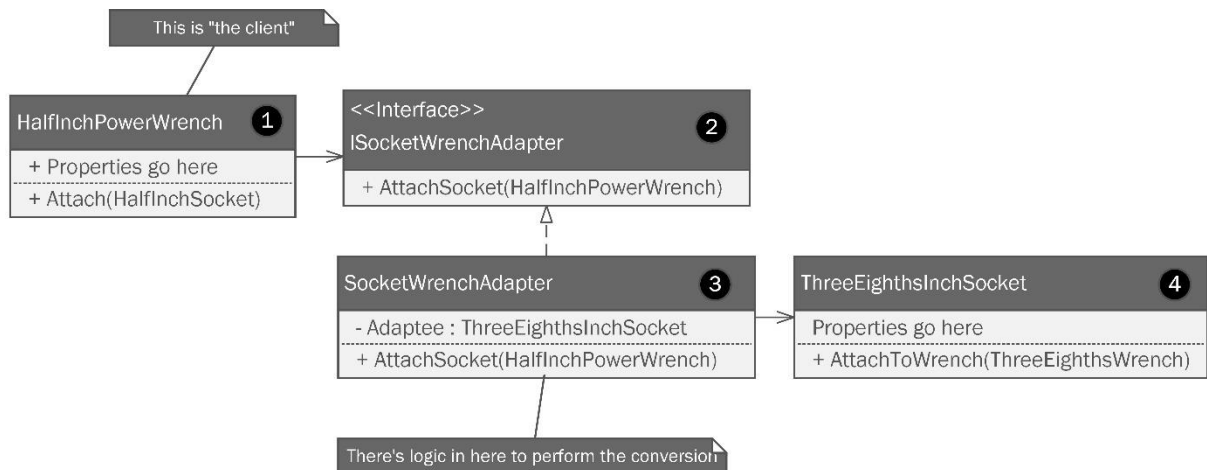 This is "the client"
HalfInchPowerWrench 1
+ Properties go here
+ Attach(HalfInchSocket)
<<Interface>>
ISocketWrenchAdapter
2
+ AttachSocket(HalfInchPowerWrench)
SocketWrenchAdapter 3
- Adaptee : ThreeEighthsInchSocket
+ AttachSocket(HalfInchPowerWrench)
ThreeEighthsInchSocket 4
Properties go here
+ AttachToWrench(ThreeEighthsWrench)
There's logic in here to perform the conversion